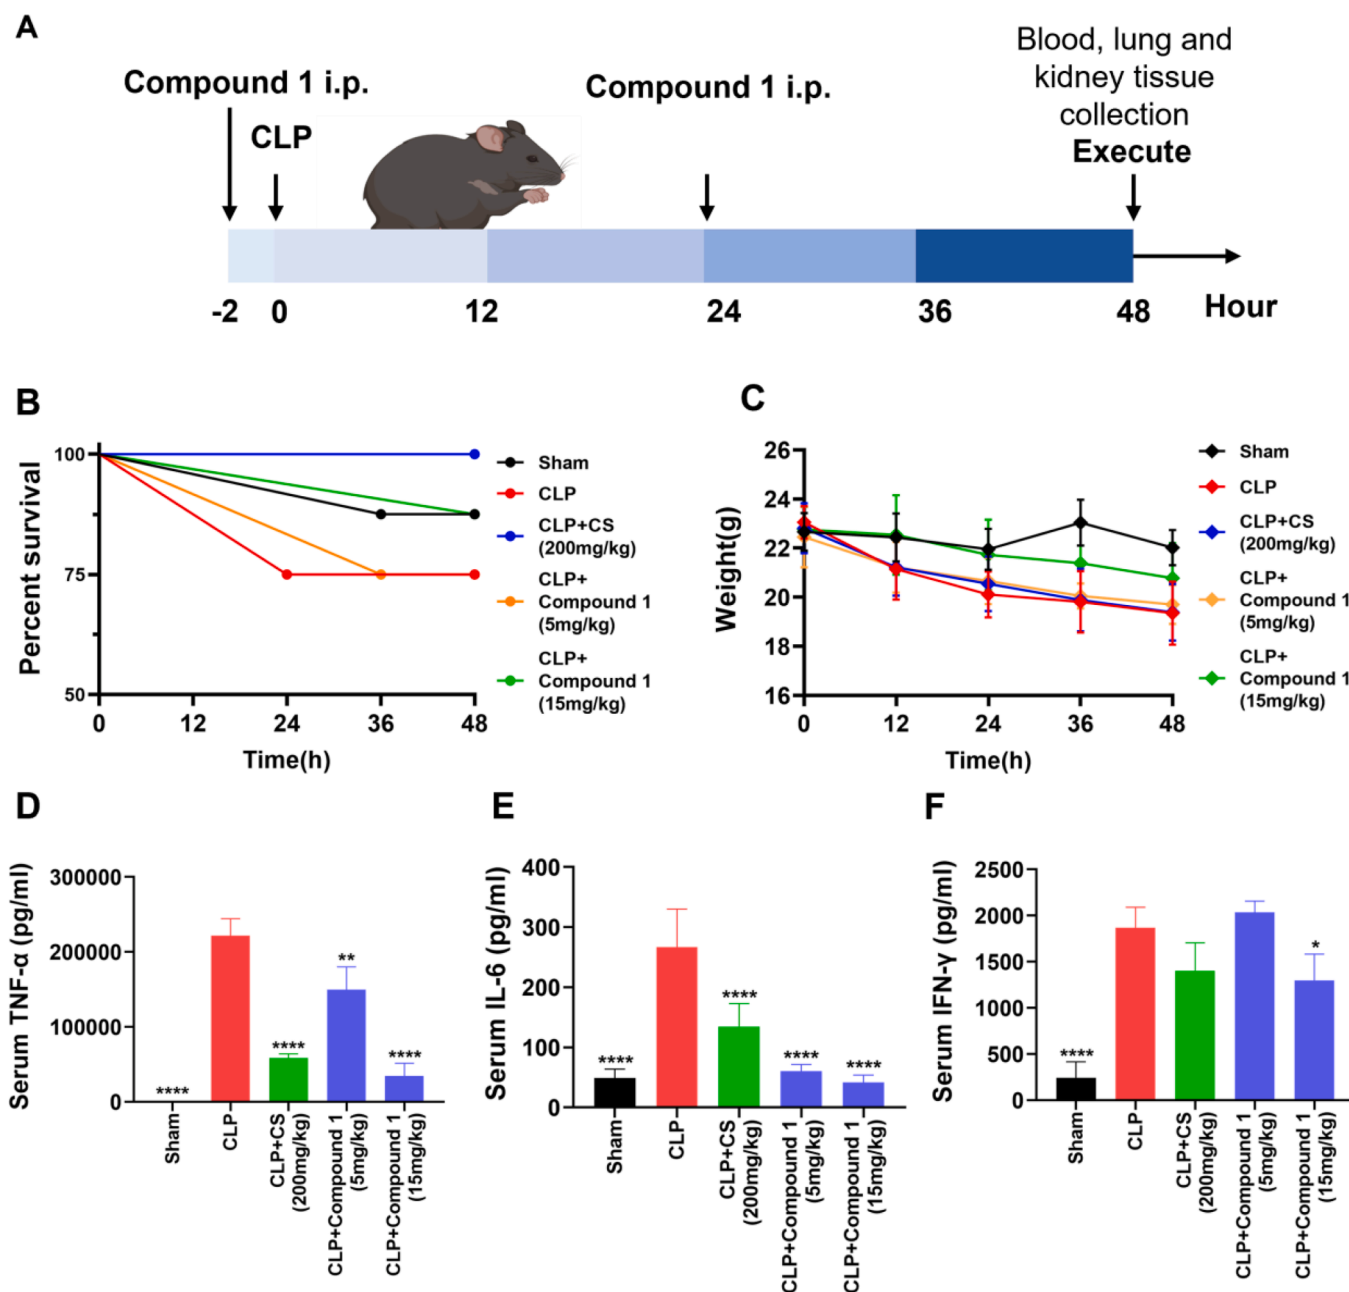 A
Compound 1 i.p.
CLP
Compound 1 i.p.
Blood, lung and
kidney tissue
collection
Execute
-2 0 12 24 36 48 Hour
B
Percent survival
100
75
50
0 12 24 36 48
Time(h)
Sham
CLP
CLP+CS
(200mg/kg)
CLP+
Compound 1
(5mg/kg)
CLP+
Compound 1
(15mg/kg)
C
Weight(g)
26
24
22
20
18
16
0 12 24 36 48
Time(h)
Sham
CLP
CLP+CS
(200mg/kg)
CLP+
Compound 1
(5mg/kg)
CLP+
Compound 1
(15mg/kg)
D
Serum TNF-α (pg/ml)
300000
200000
100000
0
****
****
**
****
Sham
CLP
CLP+CS
(200mg/kg)
CLP+Compound 1
(5mg/kg)
CLP+Compound 1
(15mg/kg)
E
Serum IL-6 (pg/ml)
400
300
200
100
0
****
****
****
****
Sham
CLP
CLP+CS
(200mg/kg)
CLP+Compound 1
(5mg/kg)
CLP+Compound 1
(15mg/kg)
F
Serum IFN-γ (pg/ml)
2500
2000
1500
1000
500
0
****
*
Sham
CLP
CLP+CS
(200mg/kg)
CLP+Compound 1
(5mg/kg)
CLP+Compound 1
(15mg/kg)